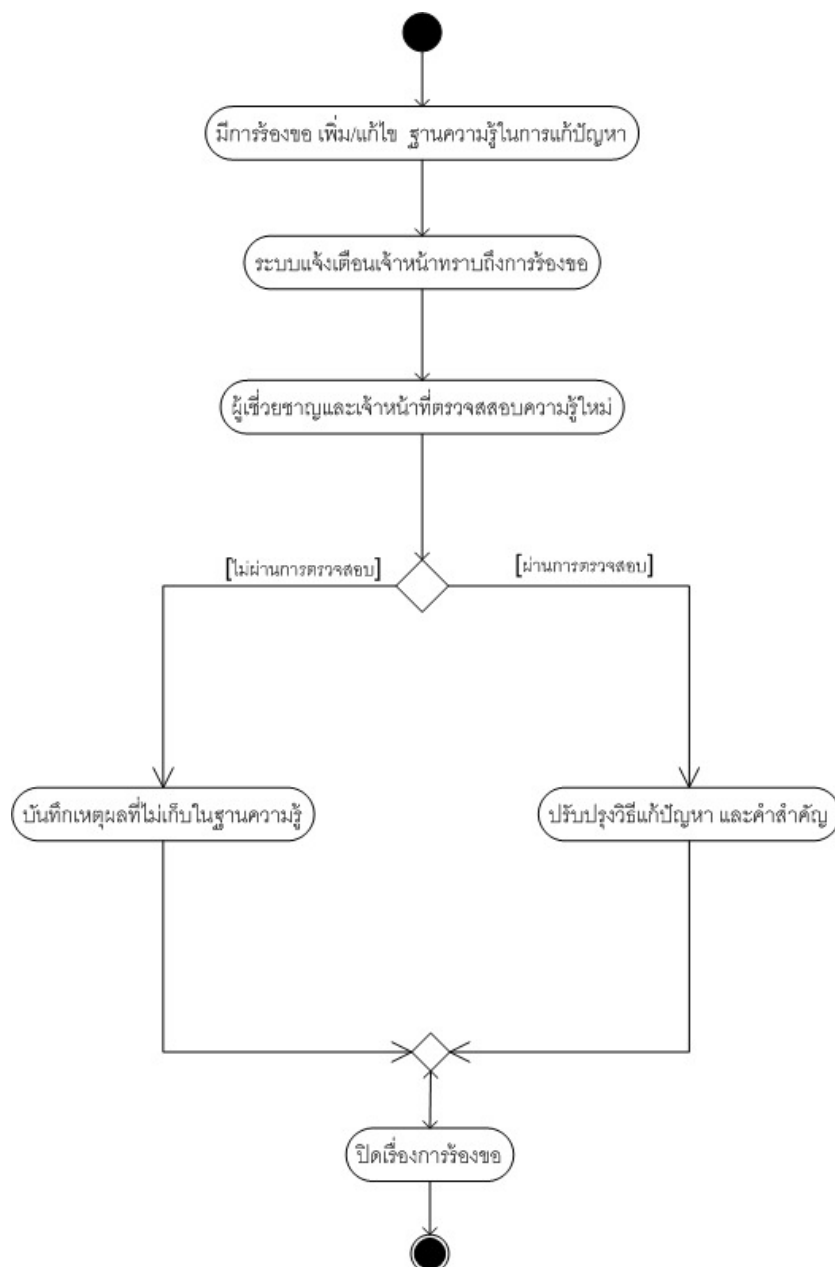 มีการร้องขอ เพิ่ม/แก้ไข ฐานความรู้ในการแก้ปัญหา
ระบบแจ้งเตือนเจ้าหน้าทราบถึงการร้องขอ
ผู้เชี่วยชาญและเจ้าหน้าที่ตรวจสสอบความรู้ใหม่
[ไม่ผ่านการตรวจสอบ]
[ผ่านการตรวจสอบ]
บันทึกเหตุผลที่ไม่เก็บในฐานความรู้
ปรับปรุงวิธีแก้ปัญหา และคำสำคัญ
ปิดเรื่องการร้องขอ